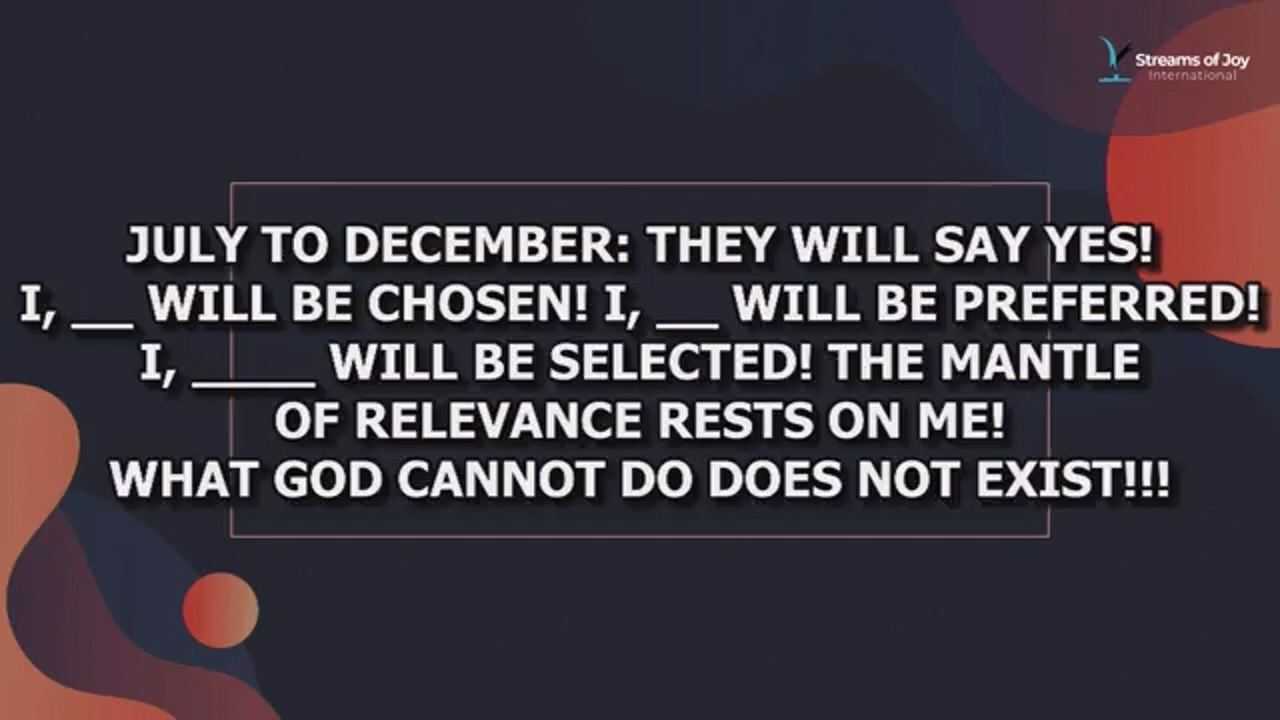 Streams of Joy
International
JULY TO DECEMBER: THEY WILL SAY YES!
I, __ WILL BE CHOSEN! I, __ WILL BE PREFERRED!
I, ____ WILL BE SELECTED! THE MANTLE
OF RELEVANCE RESTS ON ME!
WHAT GOD CANNOT DO DOES NOT EXIST!!!